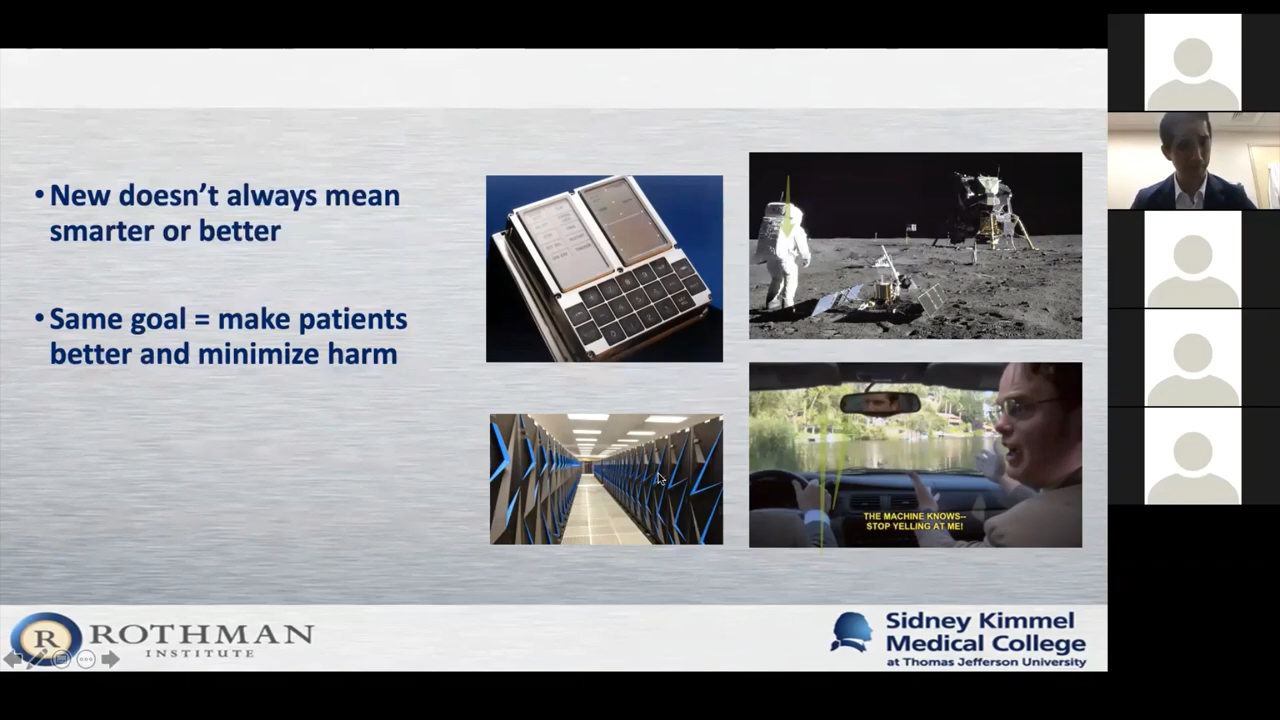 • New doesn’t always mean
smarter or better
• Same goal = make patients
better and minimize harm
THE MACHINE KNOWS--
STOP YELLING AT ME!
R ROTHMAN
INSTITUTE
Sidney Kimmel
Medical College
at Thomas Jefferson University